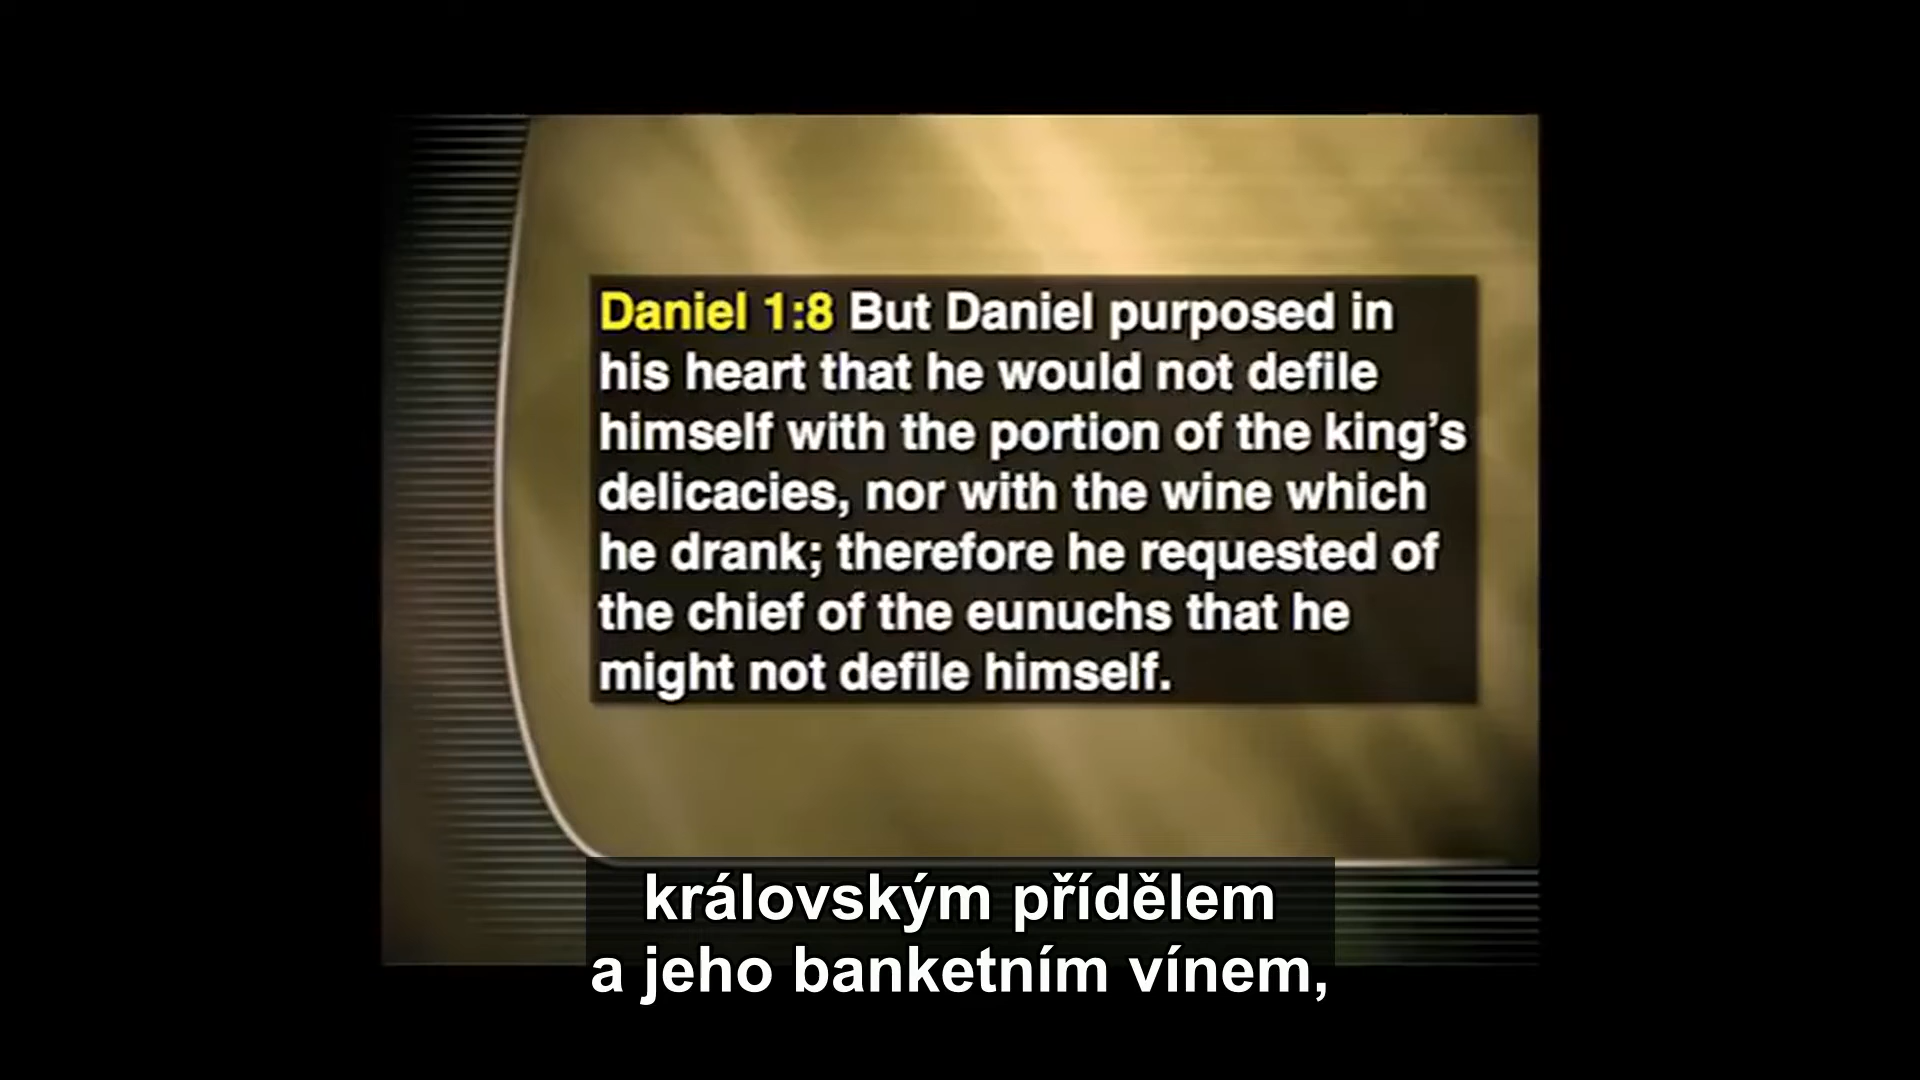 Daniel 1:8 But Daniel purposed in
his heart that he would not defile
himself with the portion of the king’s
delicacies, nor with the wine which
he drank; therefore he requested of
the chief of the eunuchs that he
might not defile himself.
královským přídělem
a jeho banketním vínem,